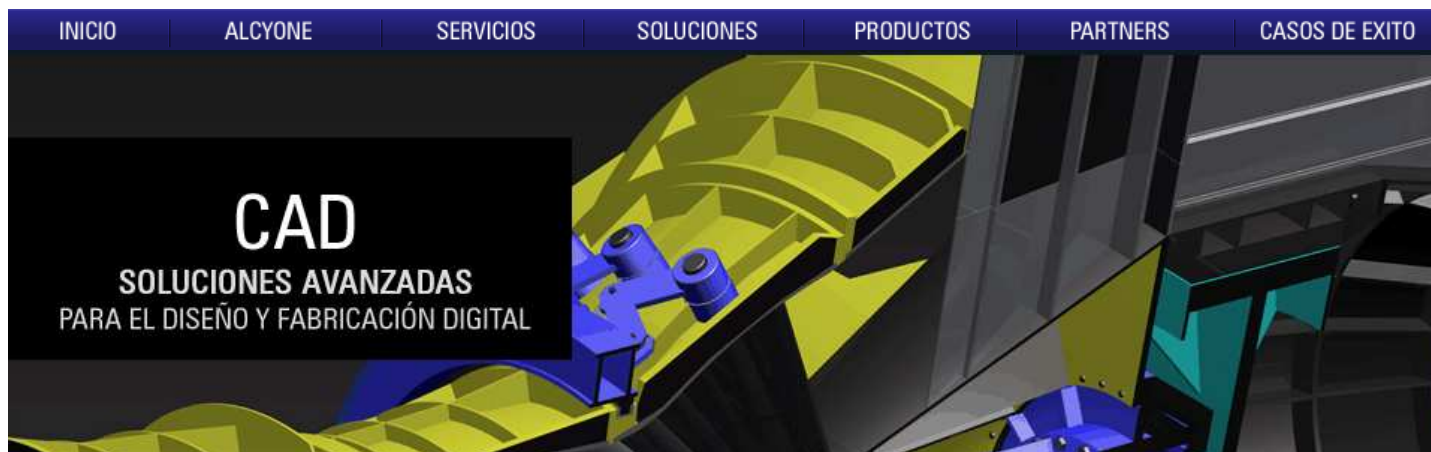 INICIO ALCYONE SERVICIOS SOLUCIONES PRODUCTOS PARTNERS CASOS DE EXITO
CAD
SOLUCIONES AVANZADAS
PARA EL DISEÑO Y FABRICACIÓN DIGITAL